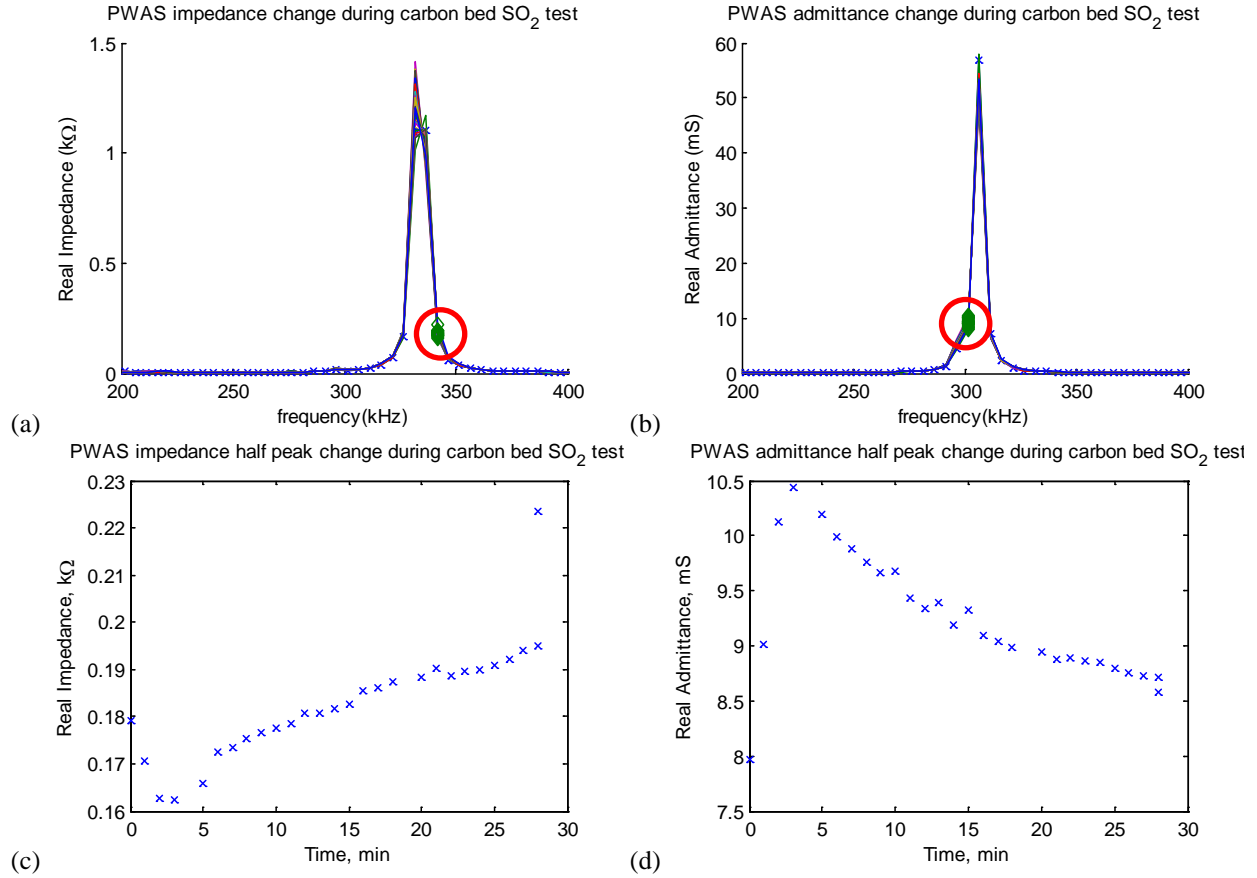 PWAS impedance change during carbon bed SO2 test
Real Impedance (kΩ)
1.5
1
0.5
0
200
300
350
400
frequency(kHz)
(a)
PWAS admittance change during carbon bed SO2 test
Real Admittance (mS)
60
50
40
30
20
10
0
200
300
350
400
frequency(kHz)
(b)
PWAS impedance half peak change during carbon bed SO2 test
Real Impedance, kΩ
0.23
0.22
0.21
0.2
0.19
0.18
0.17
0.16
0 5 10 15 20 25 30
Time, min
(c)
PWAS admittance half peak change during carbon bed SO2 test
Real Admittance, mS
10.5
10
9.5
9
8.5
8
7.5
0 5 10 15 20 25 30
Time, min
(d)